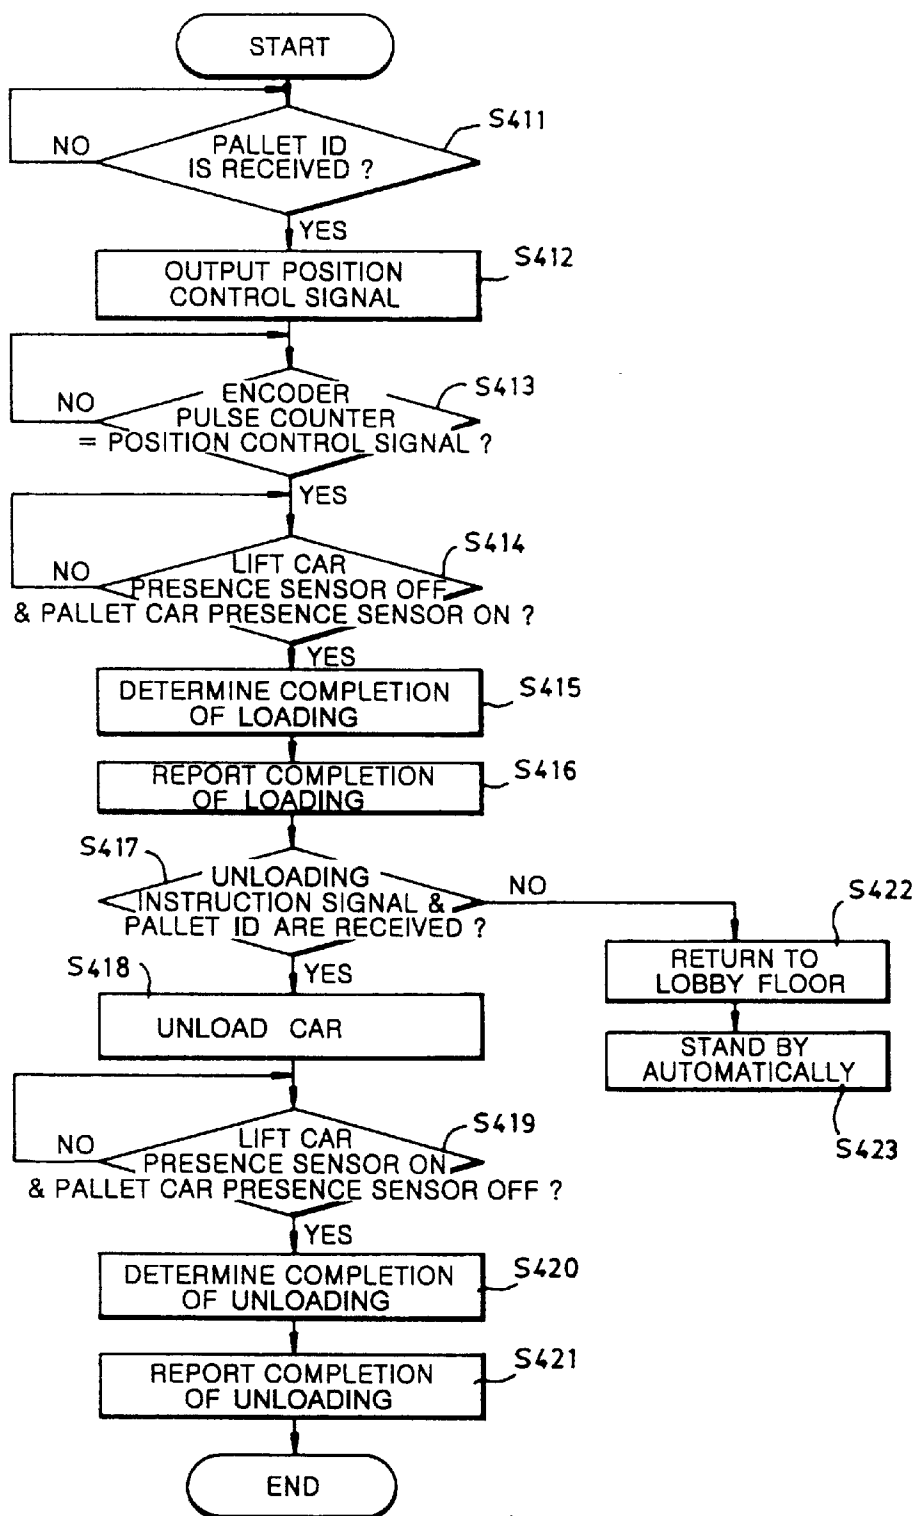 START
S411
NO
PALLET ID
IS RECEIVED ?
YES
S412
OUTPUT POSITION
CONTROL SIGNAL
S413
NO
ENCODER
PULSE COUNTER
= POSITION CONTROL SIGNAL ?
YES
S414
NO
LIFT CAR
PRESENCE SENSOR OFF
& PALLET CAR PRESENCE SENSOR ON ?
YES
S415
DETERMINE COMPLETION
OF LOADING
S416
REPORT COMPLETION
OF LOADING
S417
UNLOADING
INSTRUCTION SIGNAL &
PALLET ID ARE RECEIVED ?
NO
S422
RETURN TO
LOBBY FLOOR
STAND BY
AUTOMATICALLY
S423
YES
S418
UNLOAD CAR
S419
NO
LIFT CAR
PRESENCE SENSOR ON
& PALLET CAR PRESENCE SENSOR OFF ?
YES
S420
DETERMINE COMPLETION
OF UNLOADING
S421
REPORT COMPLETION
OF UNLOADING
END